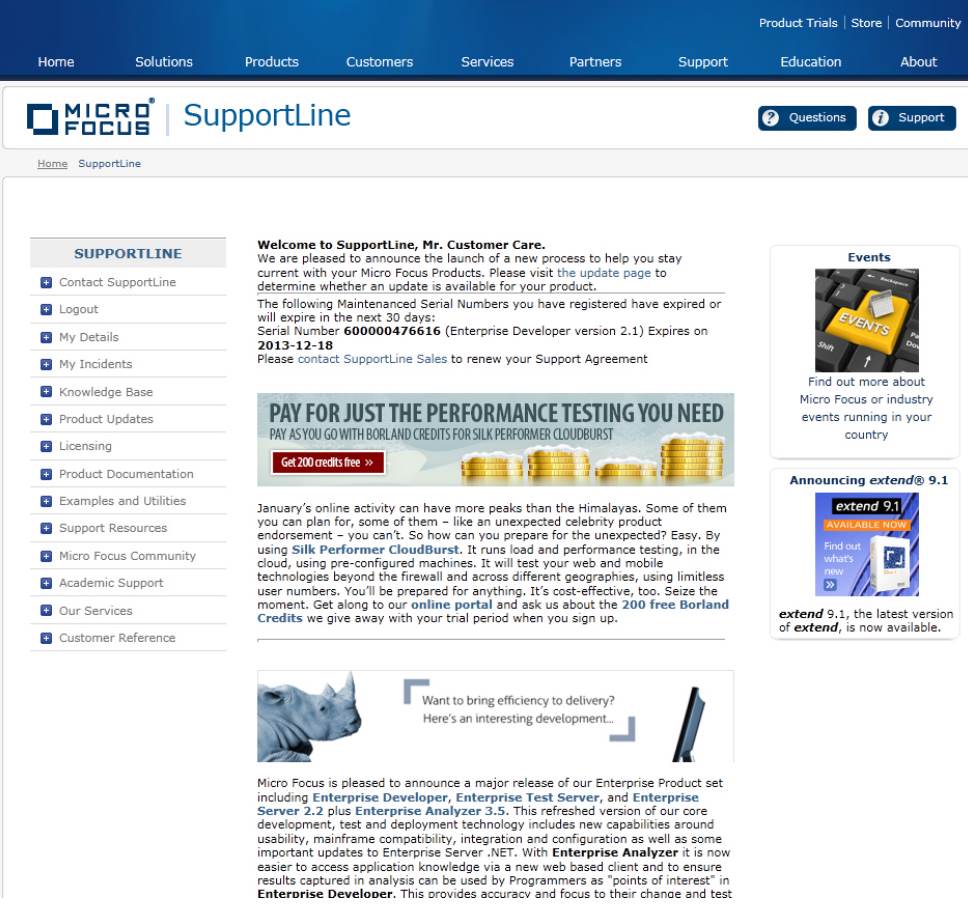 Product Trials | Store | Community
Home Solutions Products Customers Services Partners Support Education About
MICRO FOCUS® | SupportLine
? Questions i Support
Home SupportLine
SUPPORTLINE
Contact SupportLine
Logout
My Details
My Incidents
Knowledge Base
Product Updates
Licensing
Product Documentation
Examples and Utilities
Support Resources
Micro Focus Community
Academic Support
Our Services
Customer Reference
Welcome to SupportLine, Mr. Customer Care.
We are pleased to announce the launch of a new process to help you stay
current with your Micro Focus Products. Please visit the update page to
determine whether an update is available for your product.
The following Maintenanced Serial Numbers you have registered have expired or
will expire in the next 30 days:
Serial Number 600000476616 (Enterprise Developer version 2.1) Expires on
2013-12-18
Please contact SupportLine Sales to renew your Support Agreement
PAY FOR JUST THE PERFORMANCE TESTING YOU NEED
PAY AS YOU GO WITH BORLAND CREDITS FOR SILK PERFORMER CLOUDBURST
Get 200 credits free »
January's online activity can have more peaks than the Himalayas. Some of them
you can plan for, some of them – like an unexpected celebrity product
endorsement – you can't. So how can you prepare for the unexpected? Easy. By
using Silk Performer CloudBurst. It runs load and performance testing, in the
cloud, using pre-configured machines. It will test your web and mobile
technologies beyond the firewall and across different geographies, using limitless
user numbers. You'll be prepared for anything. It's cost-effective, too. Seize the
moment. Get along to our online portal and ask us about the 200 free Borland
Credits we give away with your trial period when you sign up.
Want to bring efficiency to delivery?
Here's an interesting development...
Micro Focus is pleased to announce a major release of our Enterprise Product set
including Enterprise Developer, Enterprise Test Server, and Enterprise
Server 2.2 plus Enterprise Analyzer 3.5. This refreshed version of our core
development, test and deployment technology includes new capabilities around
usability, mainframe compatibility, integration and configuration as well as some
important updates to Enterprise Server .NET. With Enterprise Analyzer it is now
easier to access application knowledge via a new web based client and to ensure
results captured in analysis can be used by Programmers as "points of interest" in
Enterprise Developer. This provides accuracy and focus to their change and test
Events
Backspace
EVENTS
Shift
Find out more about
Micro Focus or industry
events running in your
country
Announcing extend® 9.1
extend 9.1
AVAILABLE NOW
Find out
what's
new
»
extend 9.1, the latest version
of extend, is now available.